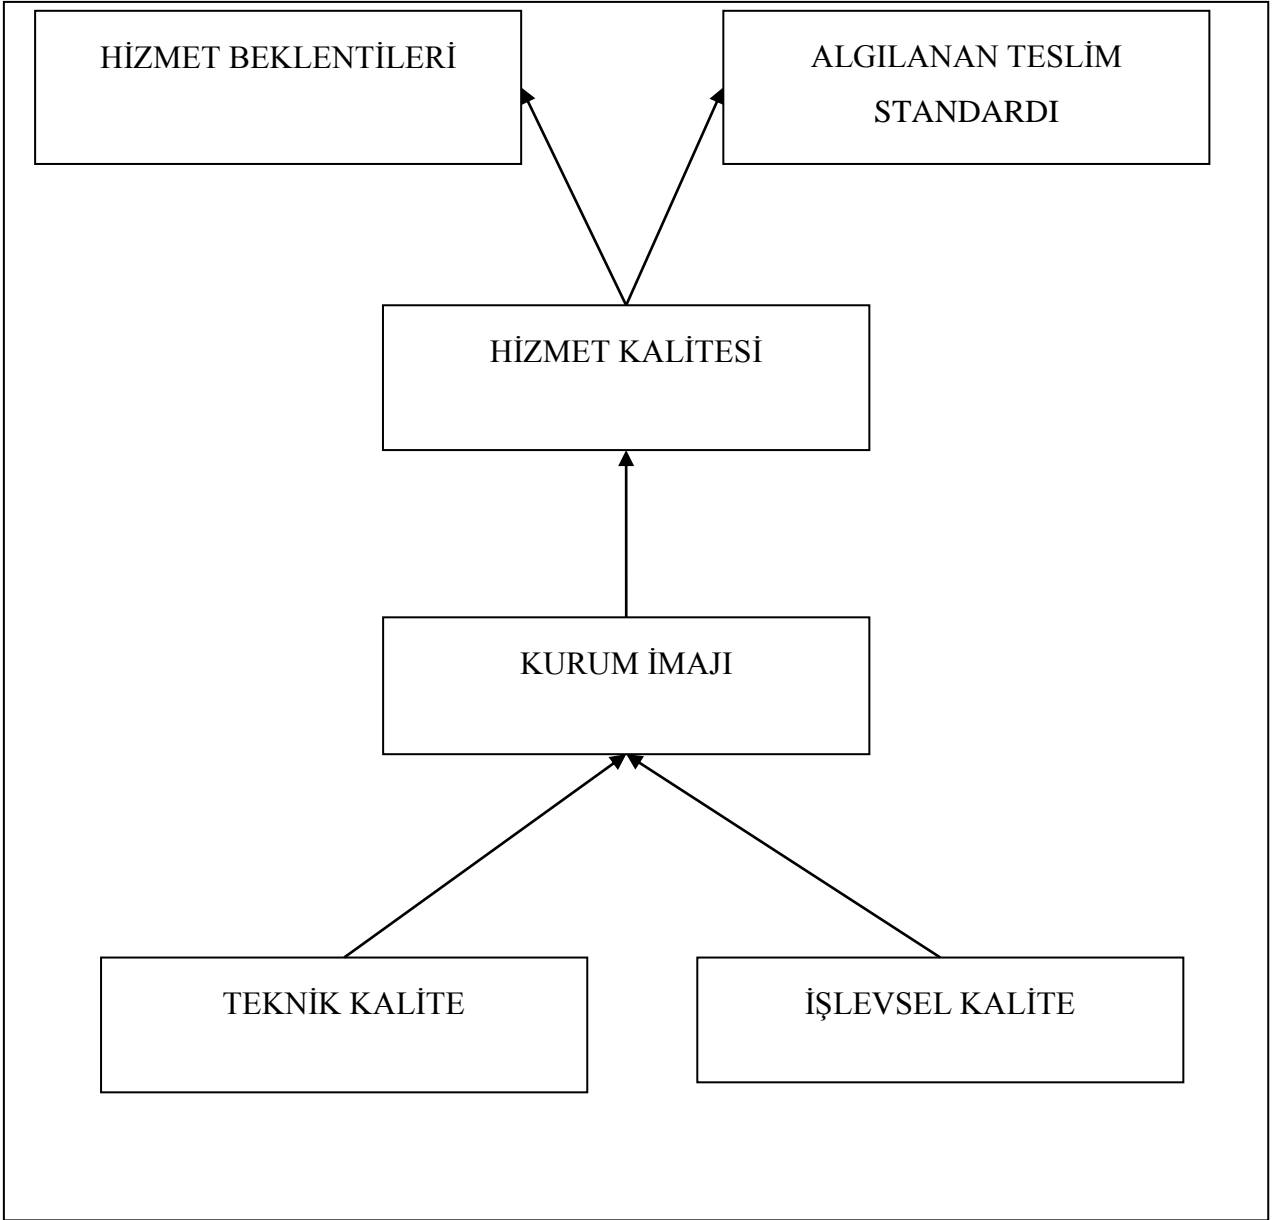 HİZMET BEKLENTİLERİ
ALGILANAN TESLİM
STANDARDI
HİZMET KALİTESİ
KURUM İMAJI
TEKNİK KALİTE
İŞLEVSEL KALİTE